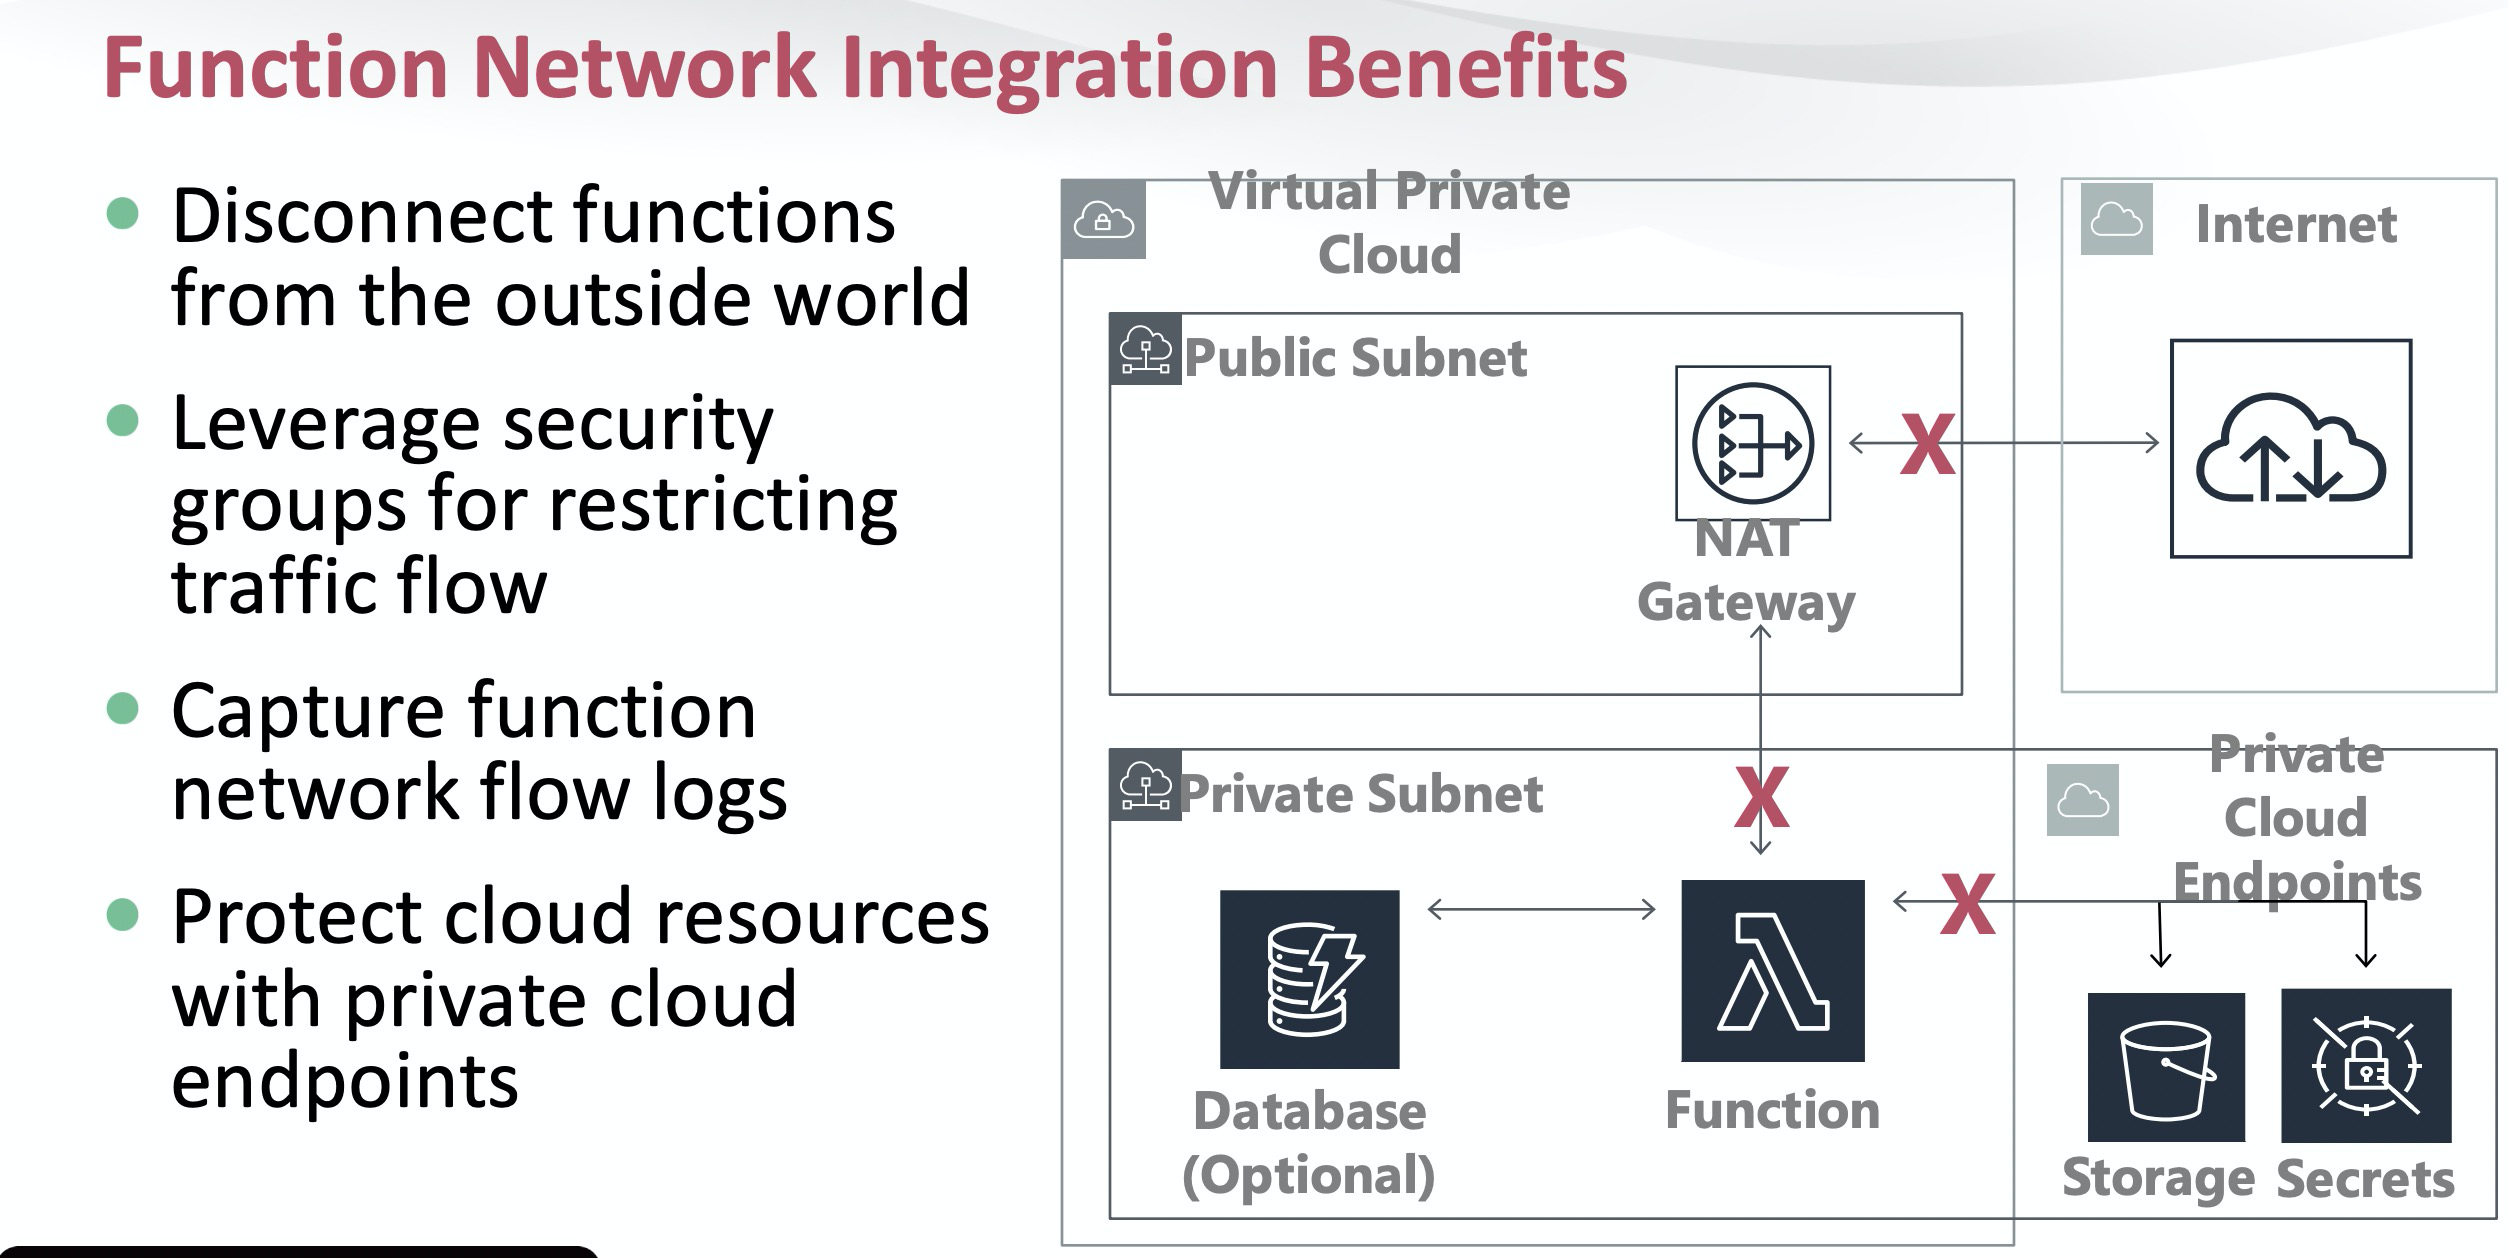 Function Network Integration Benefits
Disconnect functions
from the outside world
Leverage security
groups for restricting
traffic flow
Capture function
network flow logs
Protect cloud resources
with private cloud
endpoints
Virtual Private
Cloud
Internet
Public Subnet
X
NAT
Gateway
Private Subnet
X
Private
Cloud
Endpoints
X
Database
(Optional)
Function
Storage
Secrets